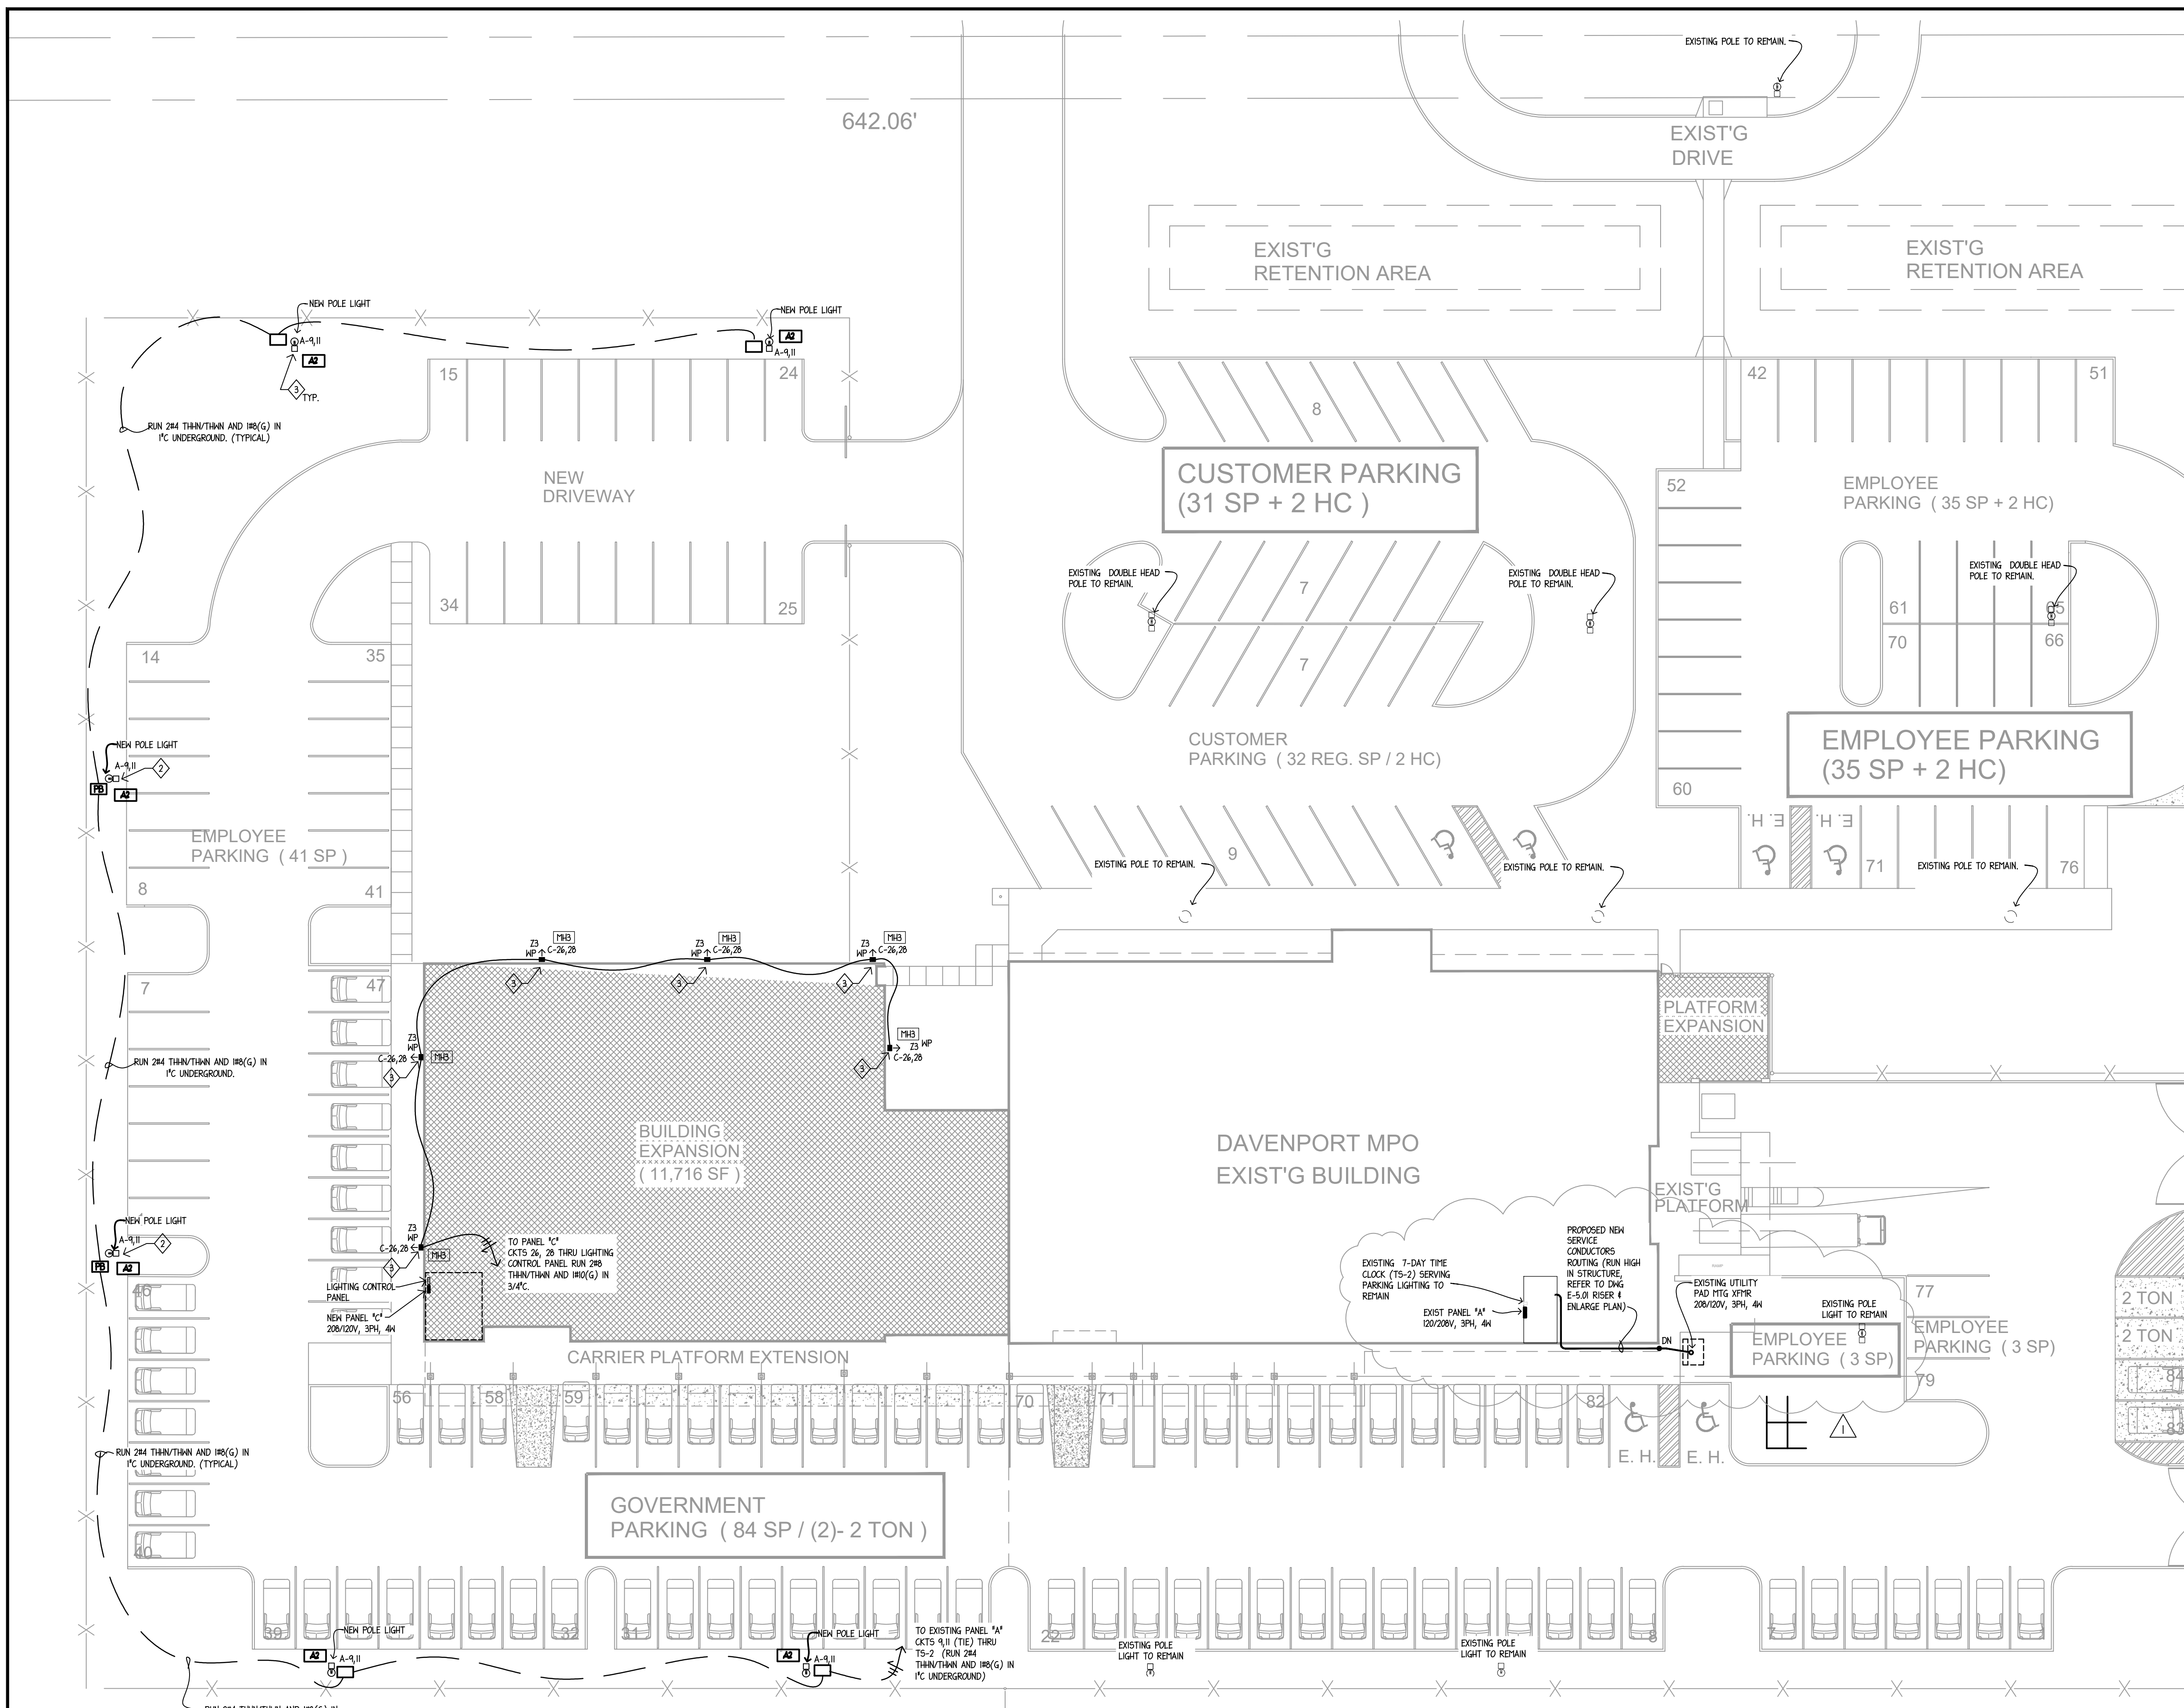 EXISTING POLE TO REMAIN.
642.06'
EXIST'G
DRIVE
EXIST'G
RETENTION AREA
EXIST'G
RETENTION AREA
NEW POLE LIGHT
A-9,11
A2
3
TYP.
NEW POLE LIGHT
A2
A-9,11
RUN 2#4 THHN/THWN AND 1#8(G) IN
1"C UNDERGROUND. (TYPICAL)
15
24
8
42
51
NEW
DRIVEWAY
CUSTOMER PARKING
(31 SP + 2 HC )
52
EMPLOYEE
PARKING ( 35 SP + 2 HC)
EXISTING DOUBLE HEAD
POLE TO REMAIN.
EXISTING DOUBLE HEAD
POLE TO REMAIN.
EXISTING DOUBLE HEAD
POLE TO REMAIN.
34
25
7
61
65
70
66
14
35
7
NEW POLE LIGHT
A-9,11
2
PB
A2
CUSTOMER
PARKING ( 32 REG. SP / 2 HC)
EMPLOYEE PARKING
(35 SP + 2 HC)
60
E. H.
E. H.
EMPLOYEE
PARKING ( 41 SP )
9
EXISTING POLE TO REMAIN.
EXISTING POLE TO REMAIN.
EXISTING POLE TO REMAIN.
71
76
8
41
Z3
WP
MH3
C-26,28
3
Z3
WP
MH3
C-26,28
3
Z3
WP
MH3
C-26,28
3
7
47
PLATFORM
EXPANSION
Z3
WP
C-26,28
MH3
3
MH3
Z3 WP
C-26,28
3
RUN 2#4 THHN/THWN AND 1#8(G) IN
1"C UNDERGROUND.
BUILDING
EXPANSION
( 11,716 SF )
DAVENPORT MPO
EXIST'G BUILDING
EXIST'G
PLATFORM
NEW POLE LIGHT
A-9,11
2
PB
A2
Z3
WP
C-26,28
MH3
3
TO PANEL "C"
CKTS 26, 28 THRU LIGHTING
CONTROL PANEL RUN 2#8
THHN/THWN AND 1#10(G) IN
3/4"C.
LIGHTING CONTROL
PANEL
NEW PANEL "C"
208/120V, 3PH, 4W
EXISTING 7-DAY TIME
CLOCK (TS-2) SERVING
PARKING LIGHTING TO
REMAIN
EXIST PANEL "A"
120/208V, 3PH, 4W
PROPOSED NEW
SERVICE
CONDUCTORS
ROUTING (RUN HIGH
IN STRUCTURE,
REFER TO DWG
E-5.01 RISER &
ENLARGE PLAN)
DN
EXISTING UTILITY
PAD MTG XFMR
208/120V, 3PH, 4W
EXISTING POLE
LIGHT TO REMAIN
EMPLOYEE
PARKING ( 3 SP)
77
EMPLOYEE
PARKING ( 3 SP)
79
2 TON
2 TON
84
83
46
CARRIER PLATFORM EXTENSION
56
58
59
70
71
82
E. H.
E. H.
1
RUN 2#4 THHN/THWN AND 1#8(G) IN
1"C UNDERGROUND. (TYPICAL)
GOVERNMENT
PARKING ( 84 SP / (2)- 2 TON )
40
39
32
31
22
8
7
A2
NEW POLE LIGHT
A-9,11
A2
NEW POLE LIGHT
A-9,11
TO EXISTING PANEL "A"
CKTS 9,11 (TIE) THRU
TS-2 (RUN 2#4
THHN/THWN AND 1#8(G) IN
1"C UNDERGROUND)
EXISTING POLE
LIGHT TO REMAIN
EXISTING POLE
LIGHT TO REMAIN